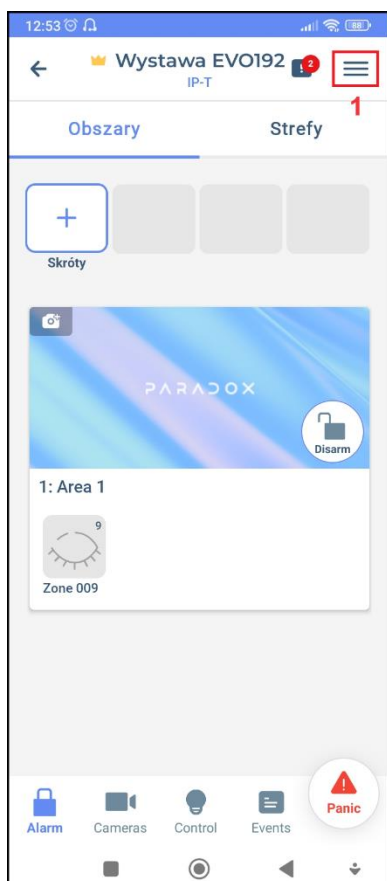 12:53 88
Wystawa EVO192 2
IP-T
1
Obszary Strefy
Skróty
PARADOX
Disarm
1: Area 1
9
Zone 009
Panic
Alarm Cameras Control Events